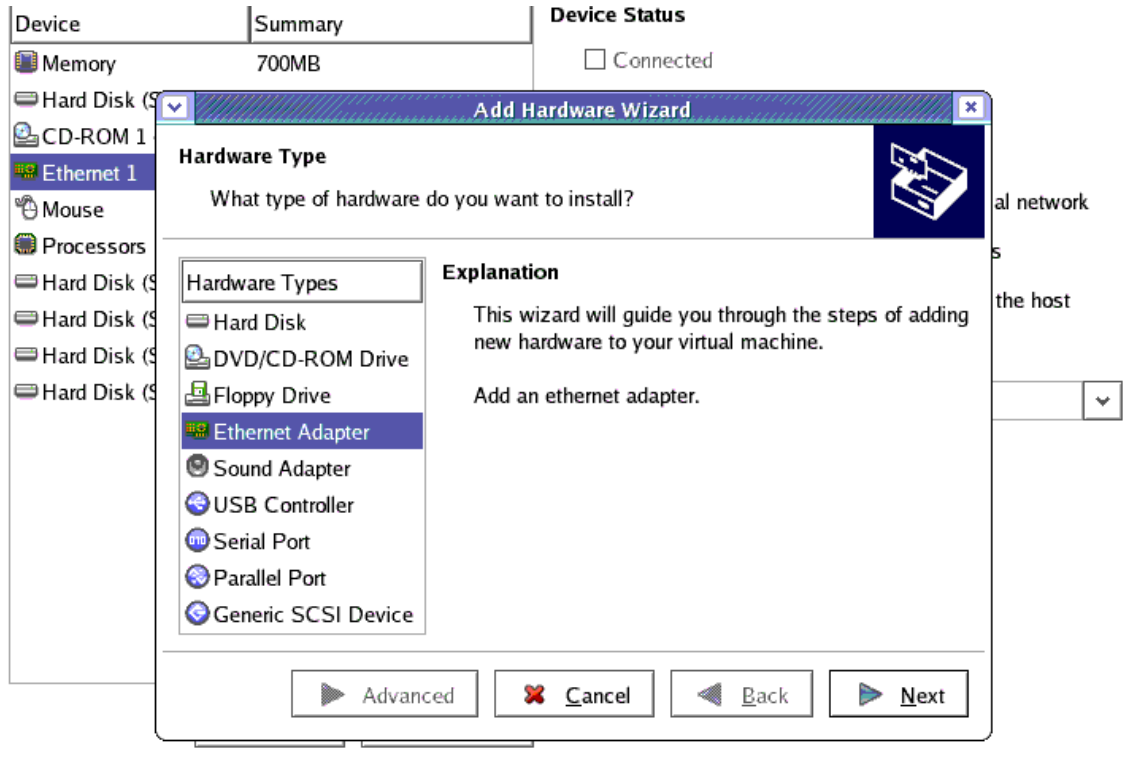 Device Summary
Device Status
Memory 700MB
Connected
Hard Disk (S
Add Hardware Wizard
CD-ROM 1
Hardware Type
Ethernet 1
What type of hardware do you want to install?
Mouse
al network
Processors
s
Hard Disk (S
Hardware Types
Explanation
Hard Disk (S
Hard Disk
This wizard will guide you through the steps of adding
the host
new hardware to your virtual machine.
Hard Disk (S
DVD/CD-ROM Drive
Hard Disk (S
Floppy Drive
Add an ethernet adapter.
Ethernet Adapter
Sound Adapter
USB Controller
Serial Port
Parallel Port
Generic SCSI Device
Advanced Cancel Back Next